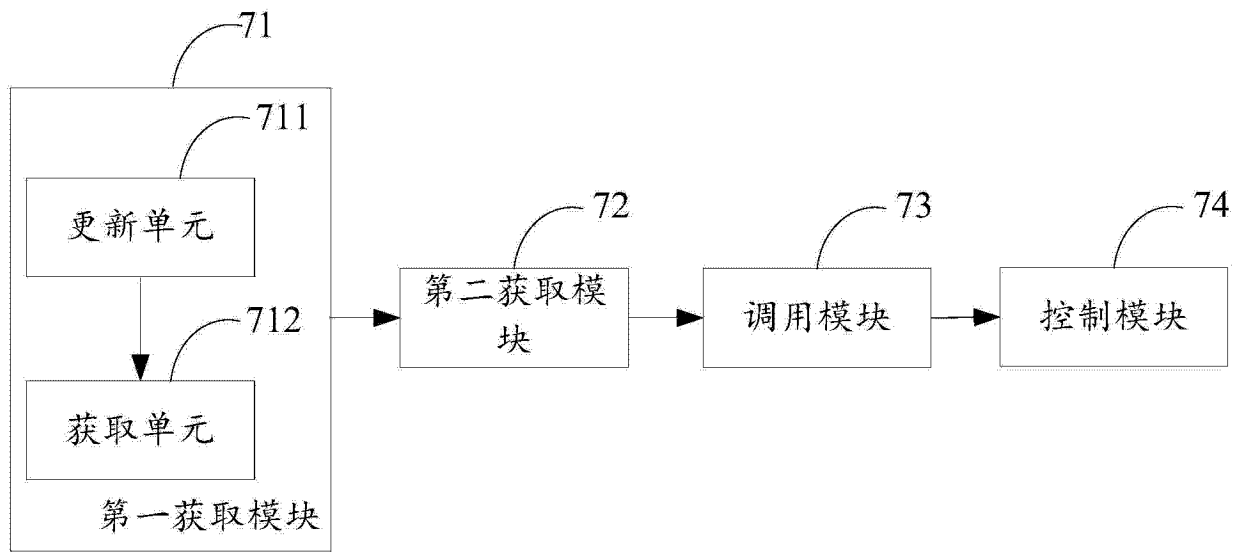 71
711
更新单元
712
获取单元
第一获取模块
72
第二获取模
块
73
调用模块
74
控制模块